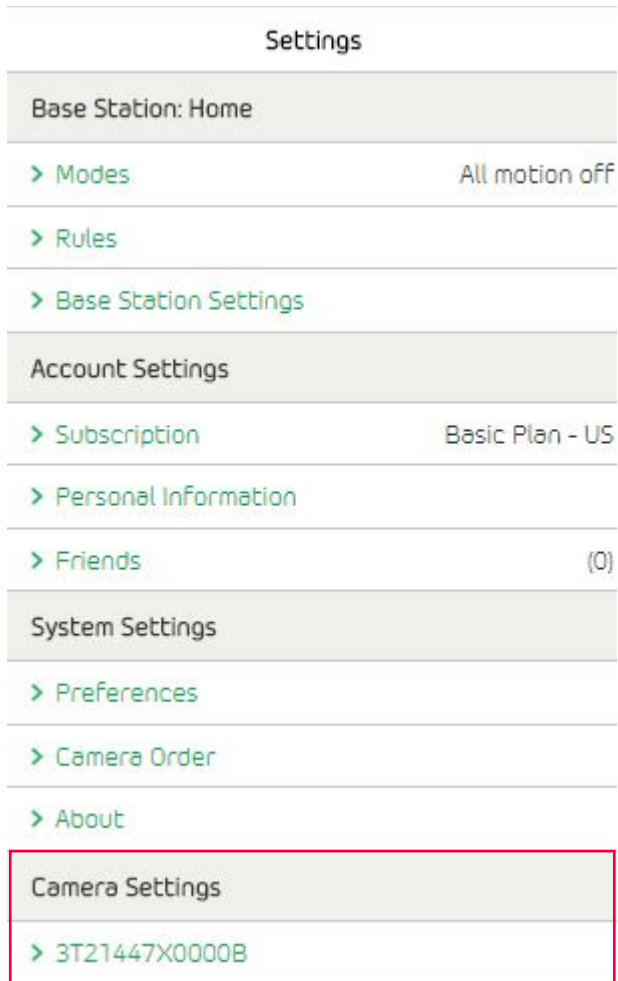 Settings
Base Station: Home
> Modes All motion off
> Rules
> Base Station Settings
Account Settings
> Subscription Basic Plan - US
> Personal Information
> Friends (0)
System Settings
> Preferences
> Camera Order
> About
Camera Settings
> 3T21447X0000B